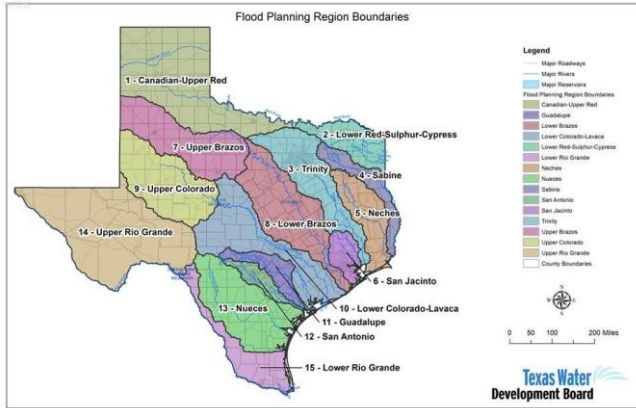 Flood Planning Region Boundaries
1 - Canadian-Upper Red
2 - Lower Red-Sulphur-Cypress
7 - Upper Brazos
3 - Trinity
4 - Sabine
9 - Upper Colorado
5 - Neches
8 - Lower Brazos
14 - Upper Rio Grande
6 - San Jacinto
10 - Lower Colorado-Lavaca
13 - Nueces
11 - Guadalupe
12 - San Antonio
15 - Lower Rio Grande
Legend
Major Roadways
Major Rivers
Major Reservoirs
Flood Planning Region Boundaries
Canadian-Upper Red
Guadalupe
Lower Brazos
Lower Colorado-Lavaca
Lower Red-Sulphur-Cypress
Lower Rio Grande
Neches
Nueces
Sabine
San Antonio
San Jacinto
Trinity
Upper Brazos
Upper Colorado
Upper Rio Grande
County Boundaries
N
W E
S
0 50 100 200 Miles
Texas Water
Development Board